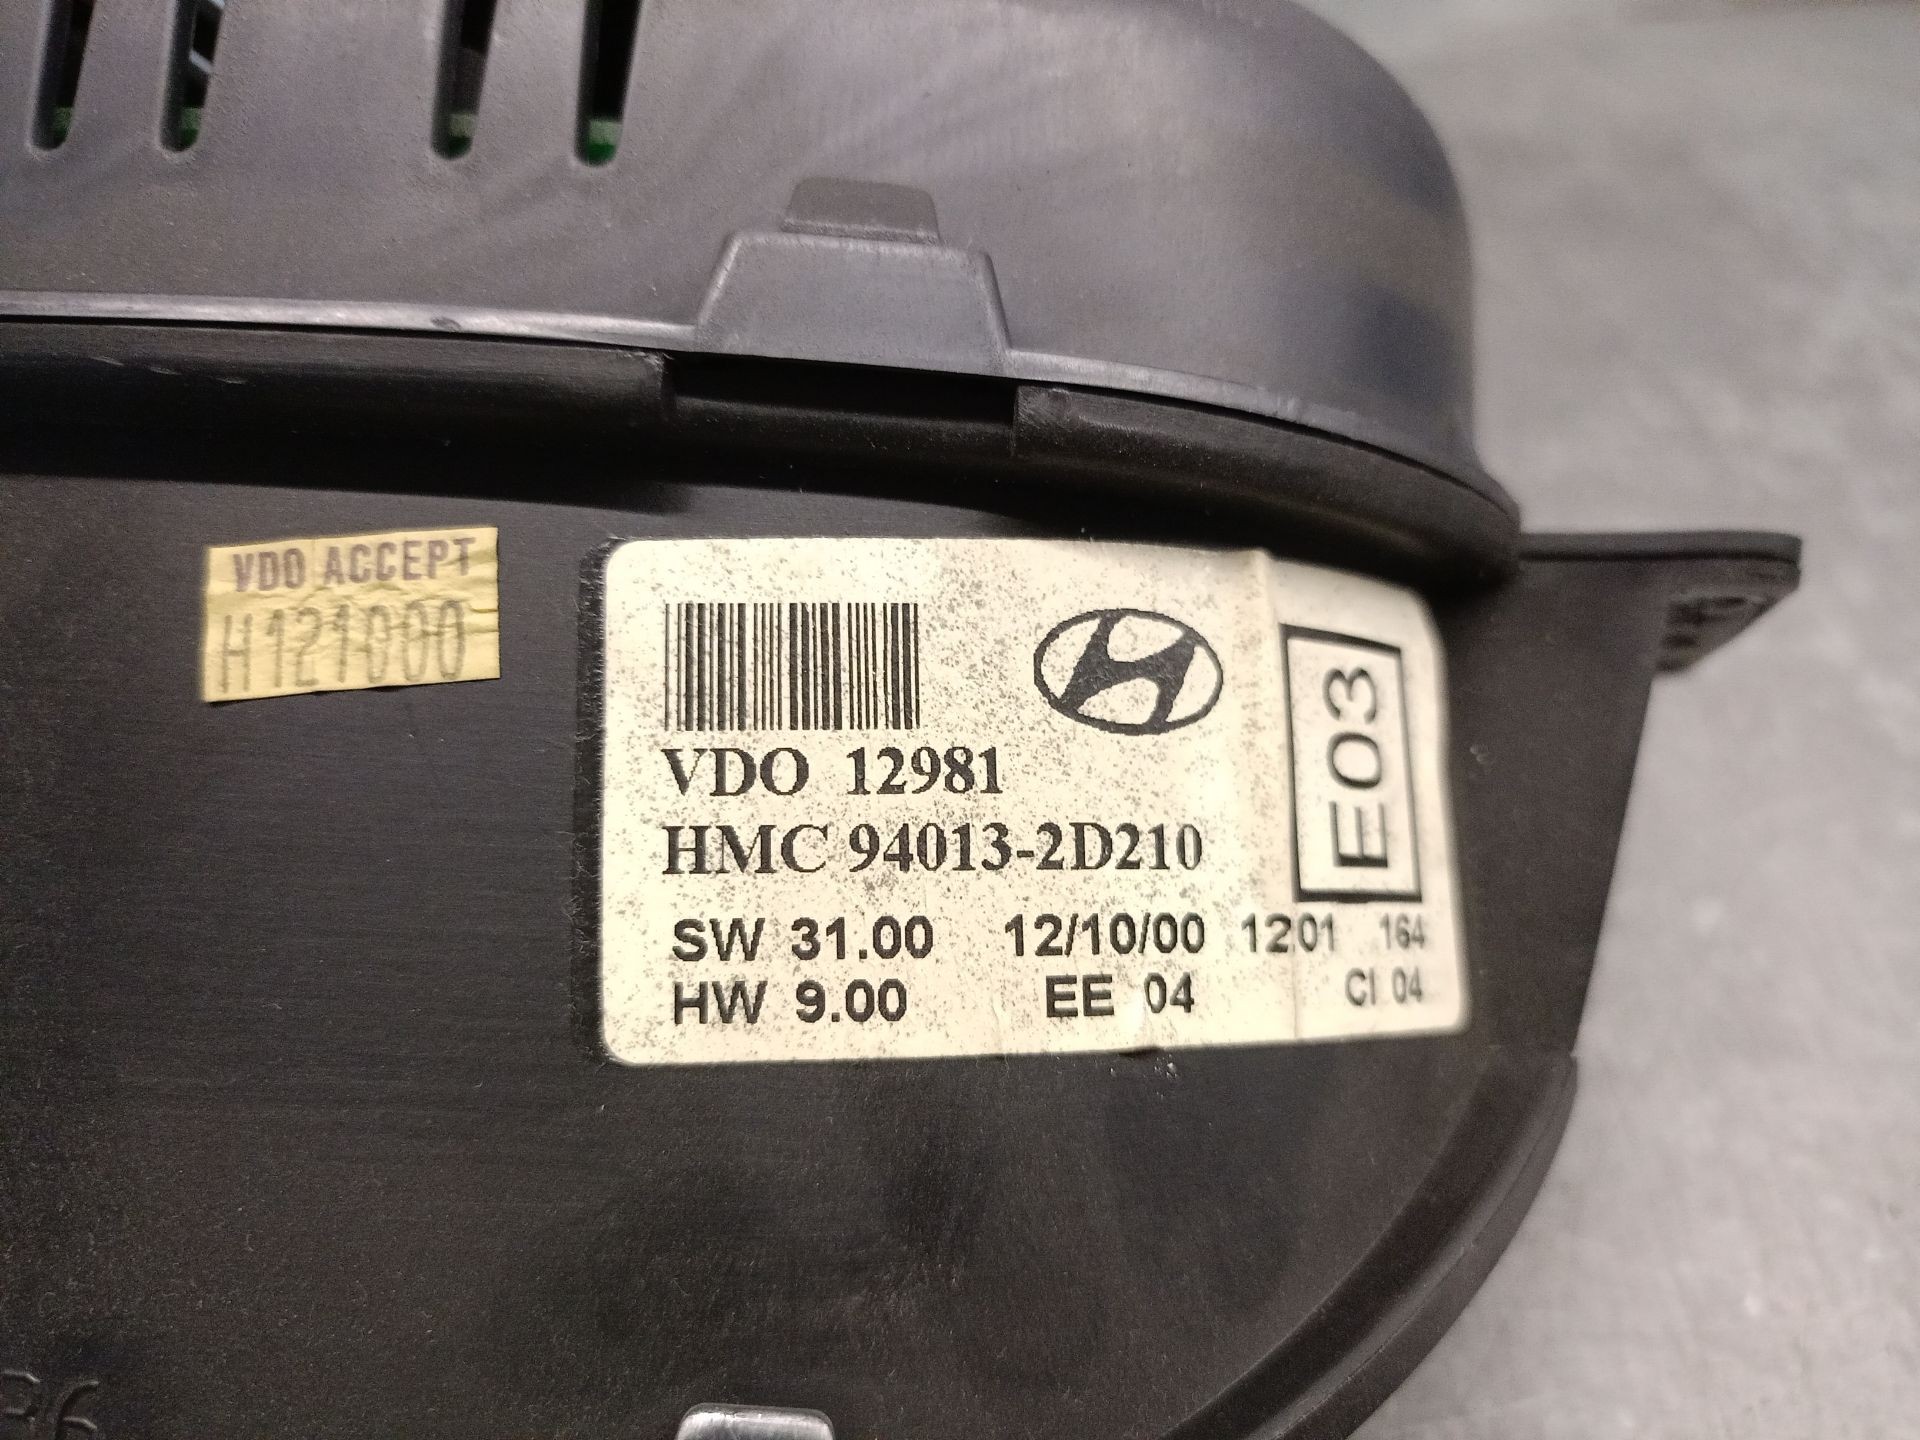 VDO ACCEPT
H121000
VDO 12981
HMC 94013-2D210
E03
SW 31.00 12/10/00 1201 164
HW 9.00 EE 04 CI 04